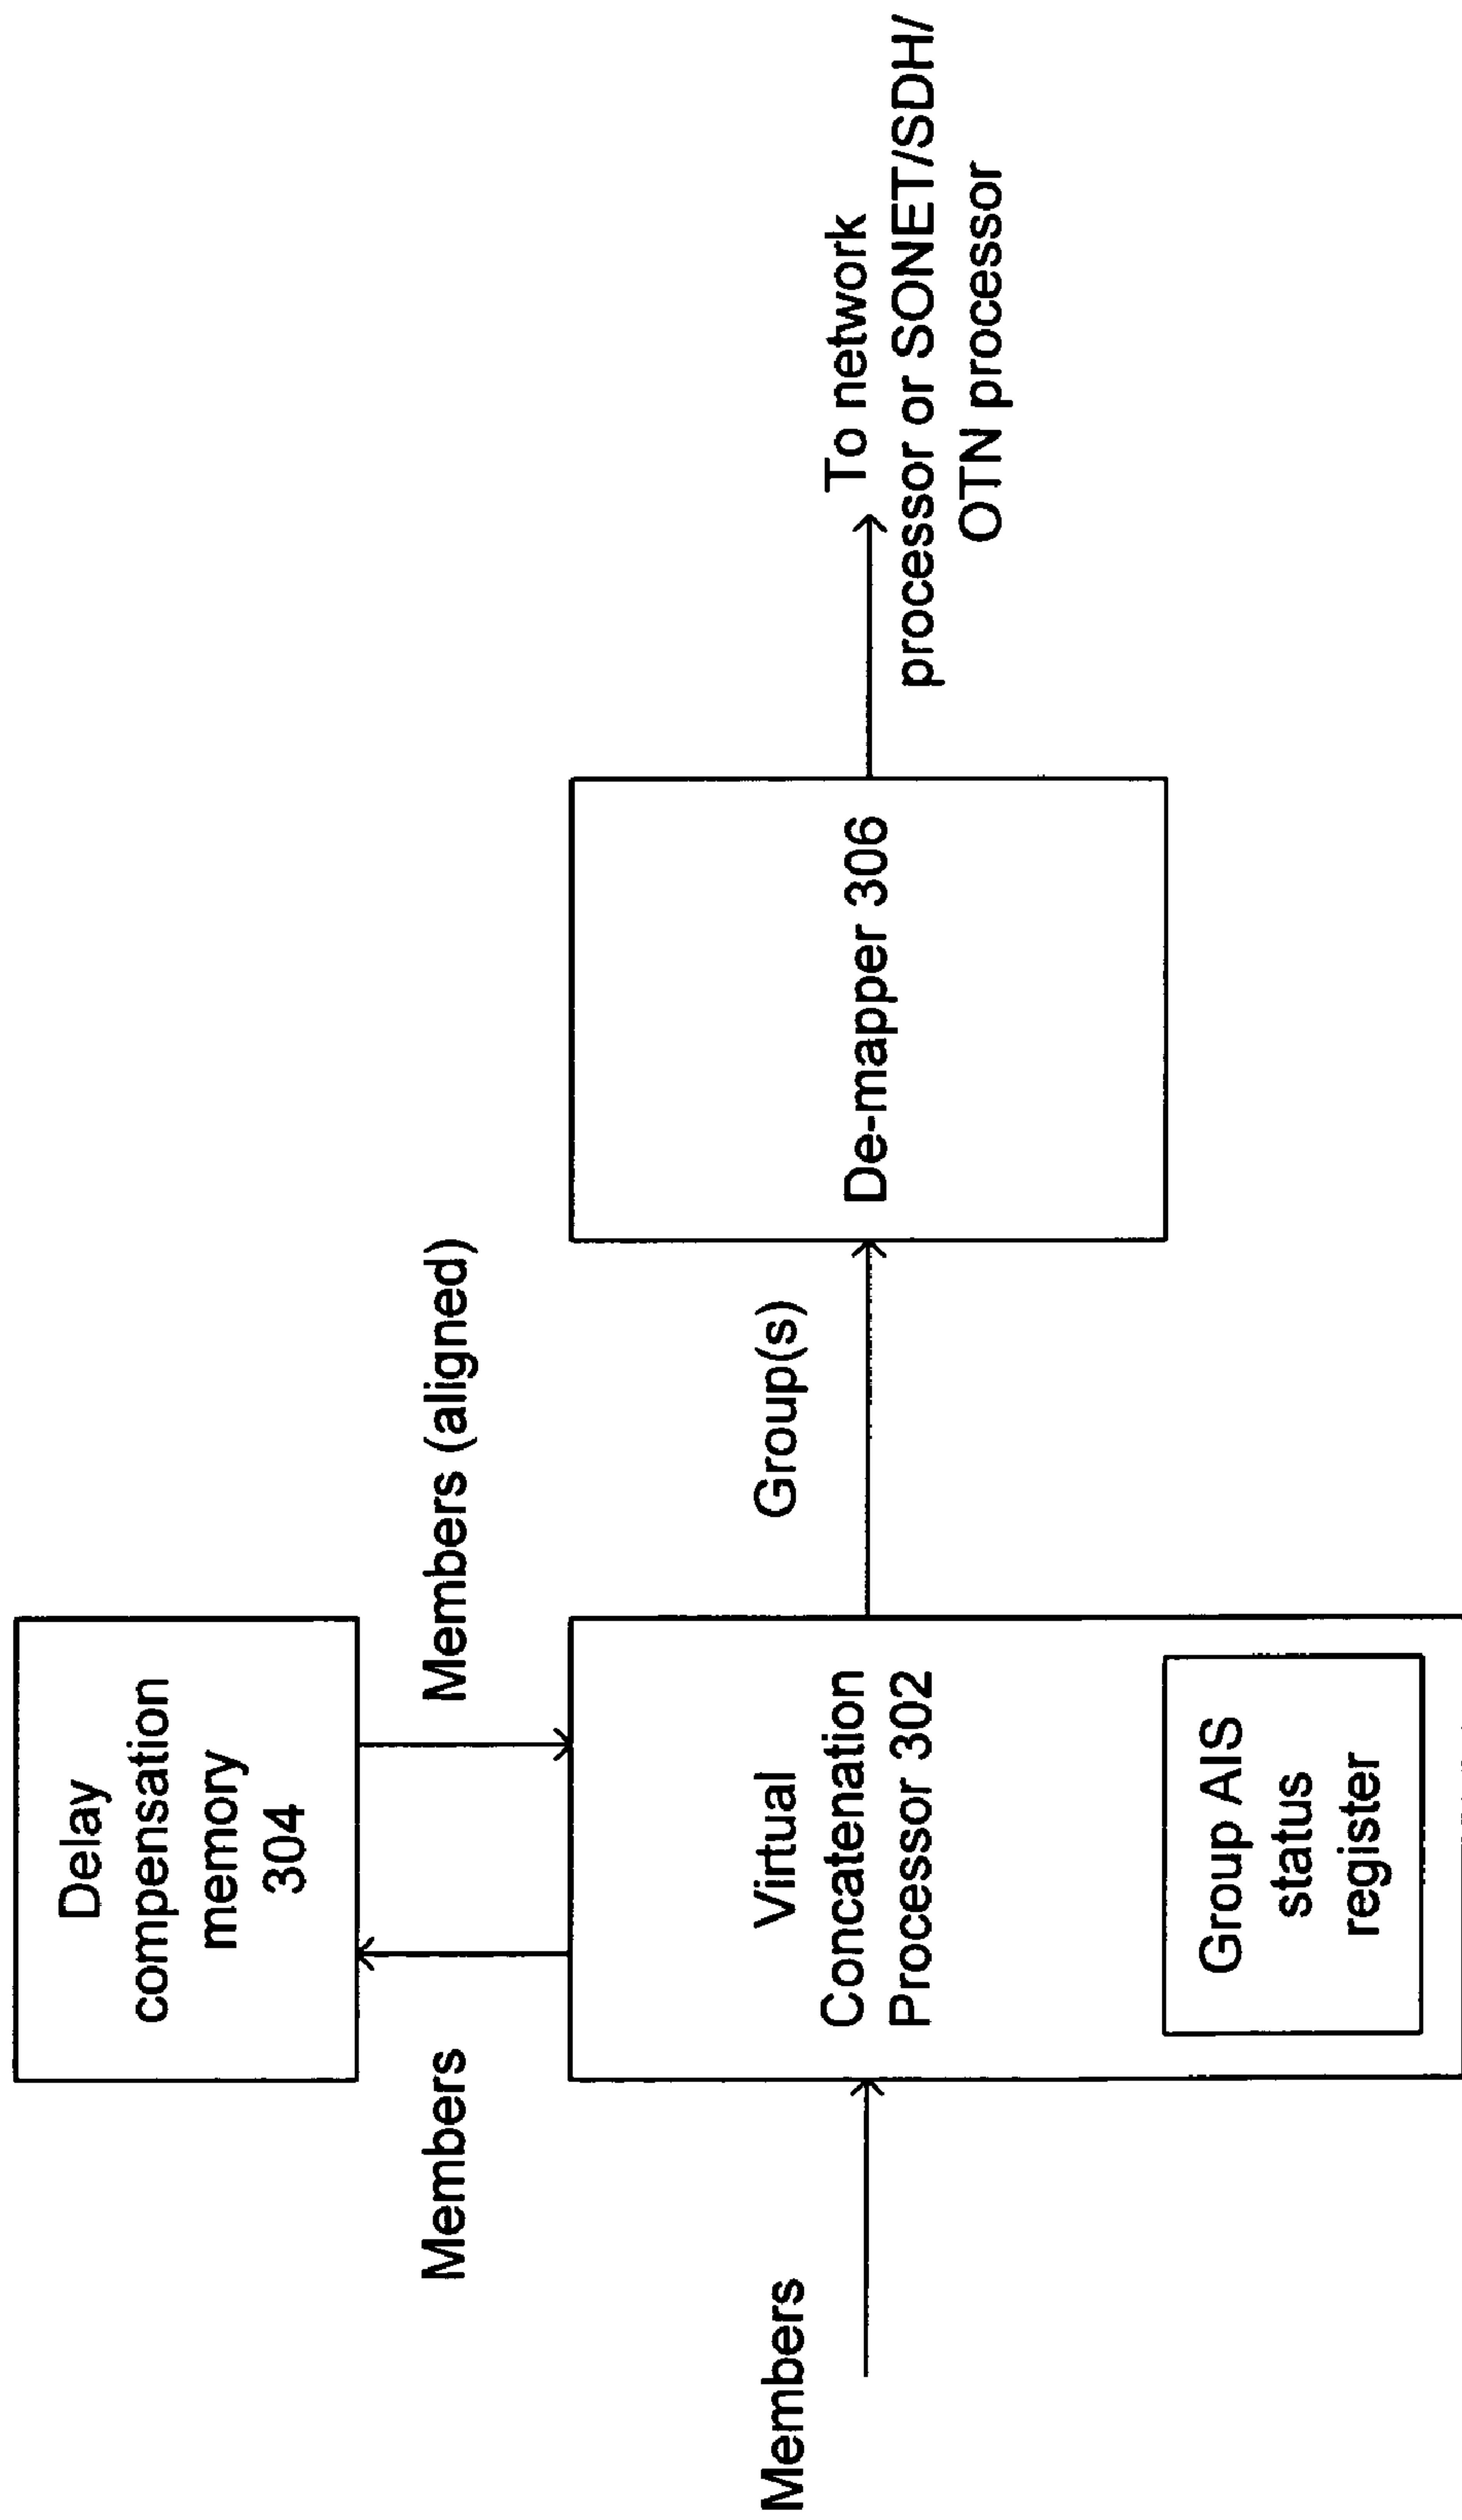 Delay
compensation
memory
304
Members
Members (aligned)
Members
Virtual
Concatenation
Processor 302
Group AIS
status
register
Group(s)
De-mapper 306
To network
processor or SONET/SDH/
OTN processor